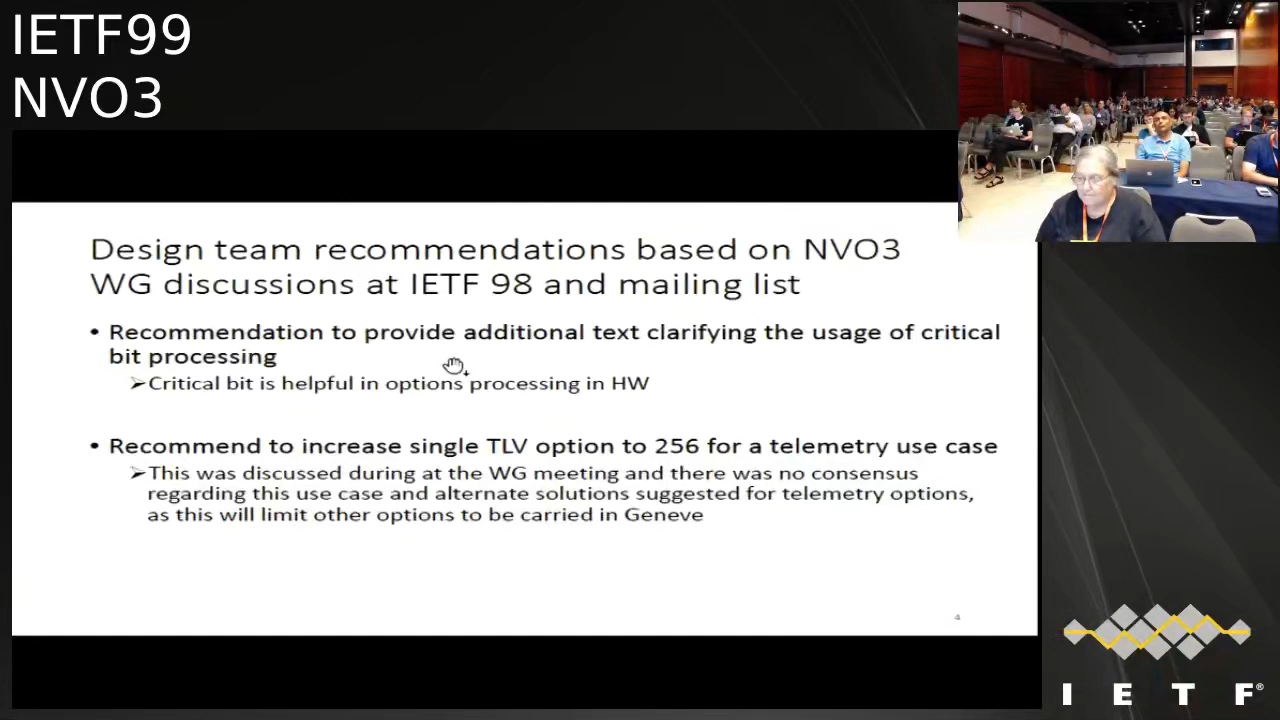 IETF99
NVO3
Design team recommendations based on NVO3
WG discussions at IETF 98 and mailing list
• Recommendation to provide additional text clarifying the usage of critical
bit processing
➢Critical bit is helpful in options processing in HW
• Recommend to increase single TLV option to 256 for a telemetry use case
➢This was discussed during at the WG meeting and there was no consensus
regarding this use case and alternate solutions suggested for telemetry options,
as this will limit other options to be carried in Geneve
4
I E T F®